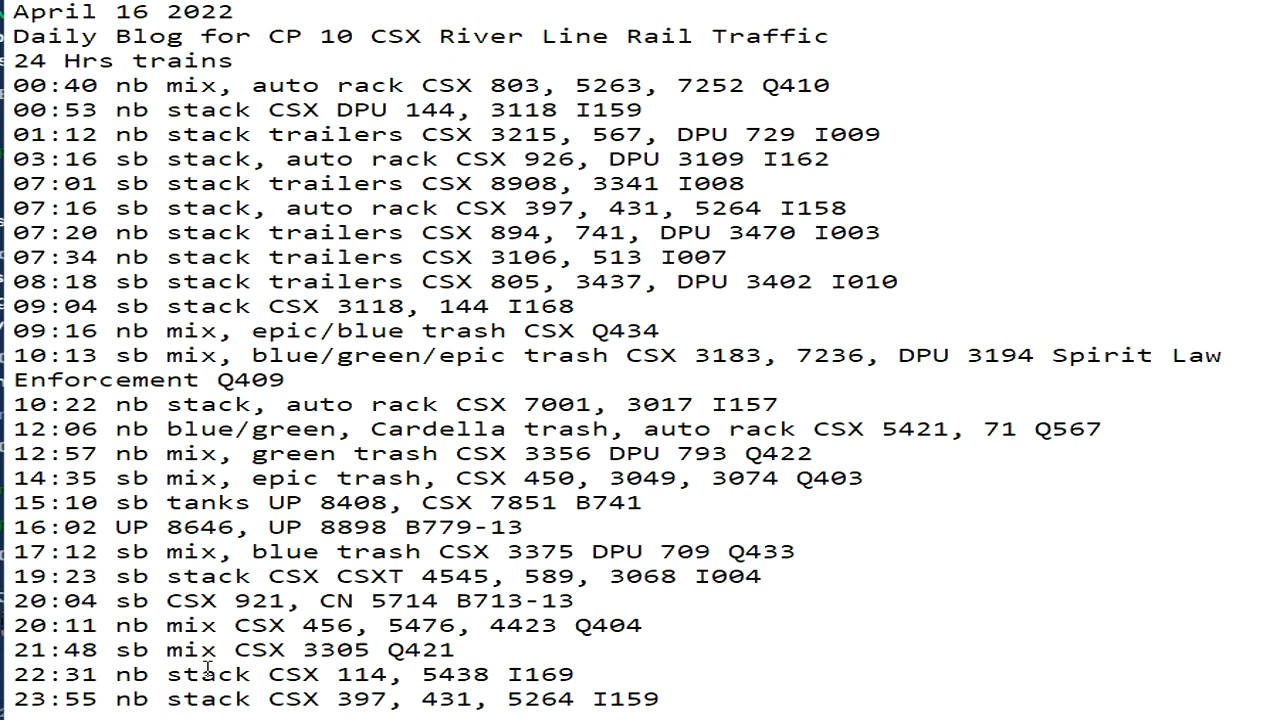 April 16 2022
Daily Blog for CP 10 CSX River Line Rail Traffic
24 Hrs trains
00:40 nb mix, auto rack CSX 803, 5263, 7252 Q410
00:53 nb stack CSX DPU 144, 3118 I159
01:12 nb stack trailers CSX 3215, 567, DPU 729 I009
03:16 sb stack, auto rack CSX 926, DPU 3109 I162
07:01 sb stack trailers CSX 8908, 3341 I008
07:16 sb stack, auto rack CSX 397, 431, 5264 I158
07:20 nb stack trailers CSX 894, 741, DPU 3470 I003
07:34 nb stack trailers CSX 3106, 513 I007
08:18 sb stack trailers CSX 805, 3437, DPU 3402 I010
09:04 sb stack CSX 3118, 144 I168
09:16 nb mix, epic/blue trash CSX Q434
10:13 sb mix, blue/green/epic trash CSX 3183, 7236, DPU 3194 Spirit Law
Enforcement Q409
10:22 nb stack, auto rack CSX 7001, 3017 I157
12:06 nb blue/green, Cardella trash, auto rack CSX 5421, 71 Q567
12:57 nb mix, green trash CSX 3356 DPU 793 Q422
14:35 sb mix, epic trash, CSX 450, 3049, 3074 Q403
15:10 sb tanks UP 8408, CSX 7851 B741
16:02 UP 8646, UP 8898 B779-13
17:12 sb mix, blue trash CSX 3375 DPU 709 Q433
19:23 sb stack CSX CSXT 4545, 589, 3068 I004
20:04 sb CSX 921, CN 5714 B713-13
20:11 nb mix CSX 456, 5476, 4423 Q404
21:48 sb mix CSX 3305 Q421
22:31 nb stack CSX 114, 5438 I169
23:55 nb stack CSX 397, 431, 5264 I159